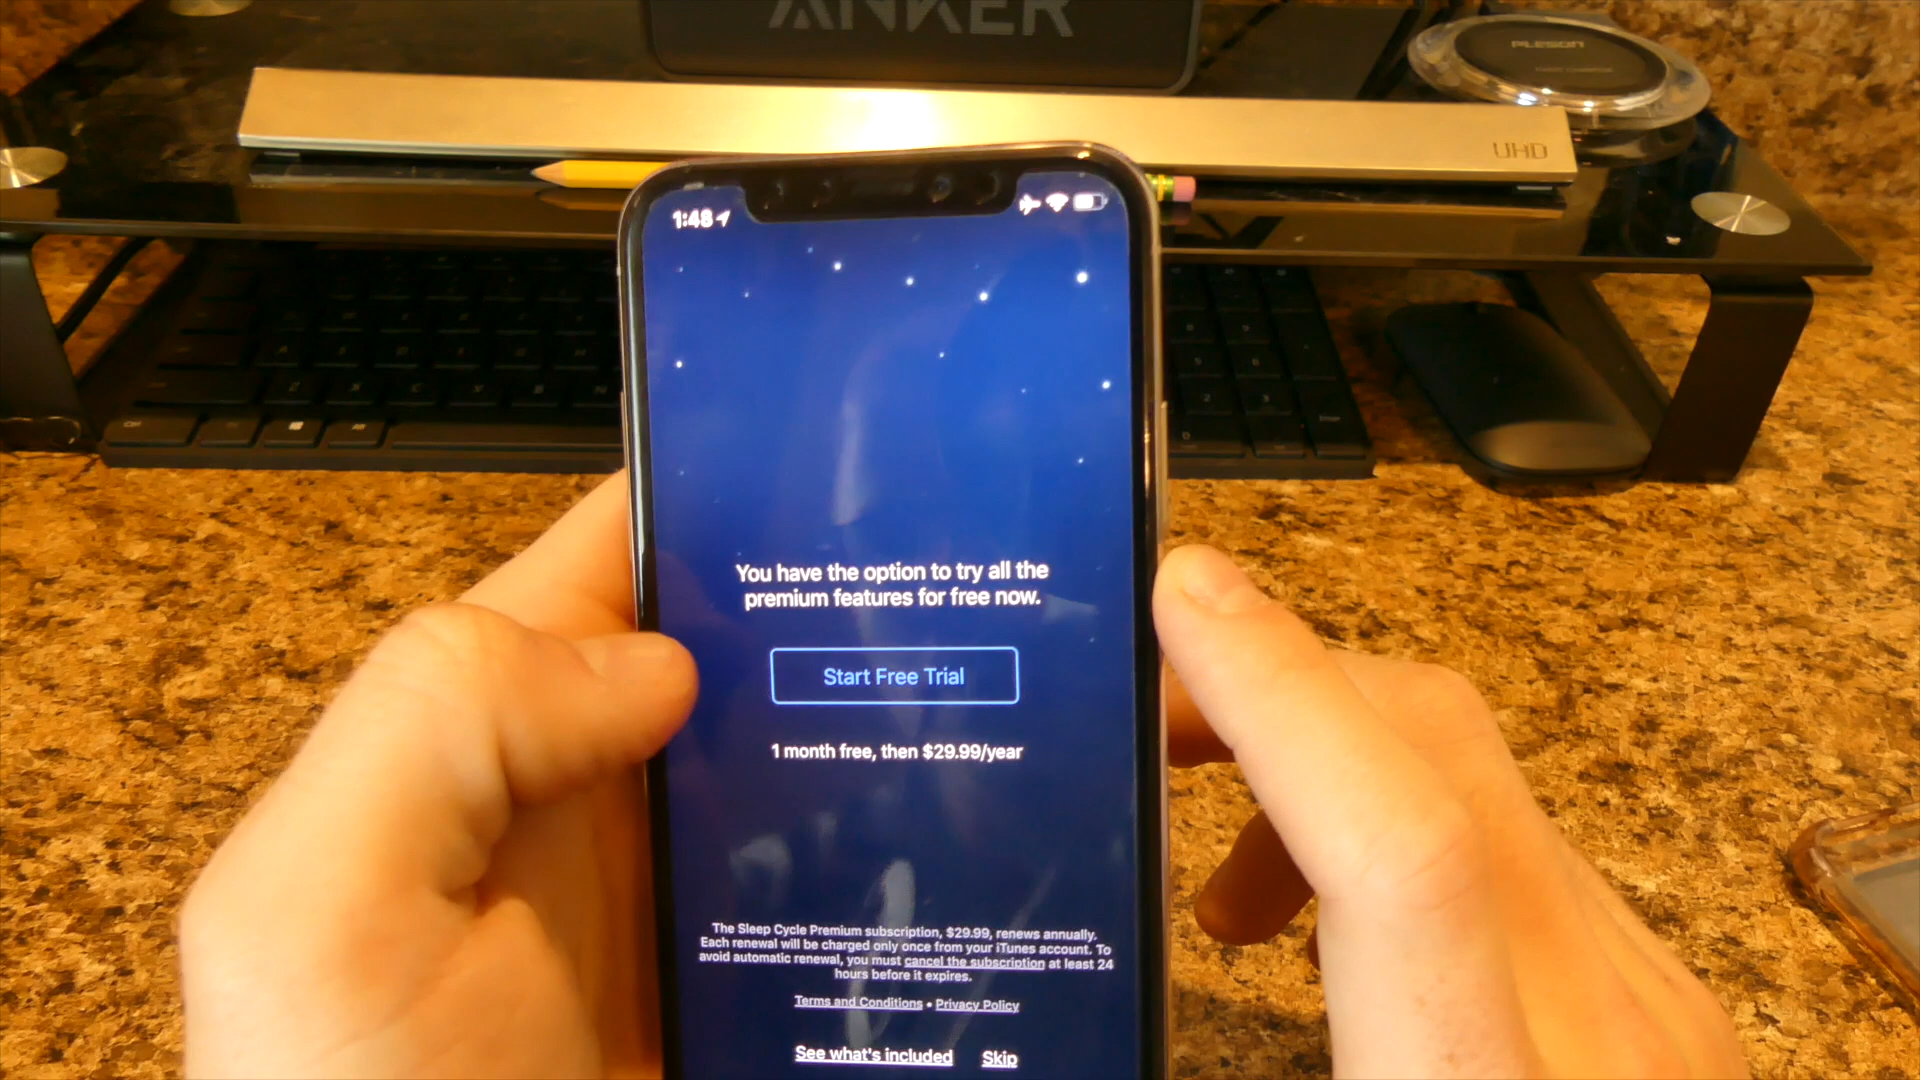 ANKER
PLESON
UHD
1:48
You have the option to try all the
premium features for free now.
Start Free Trial
1 month free, then $29.99/year
The Sleep Cycle Premium subscription, $29.99, renews annually.
Each renewal will be charged only once from your iTunes account. To
avoid automatic renewal, you must cancel the subscription at least 24
hours before it expires.
Terms and Conditions • Privacy Policy
See what's included Skip